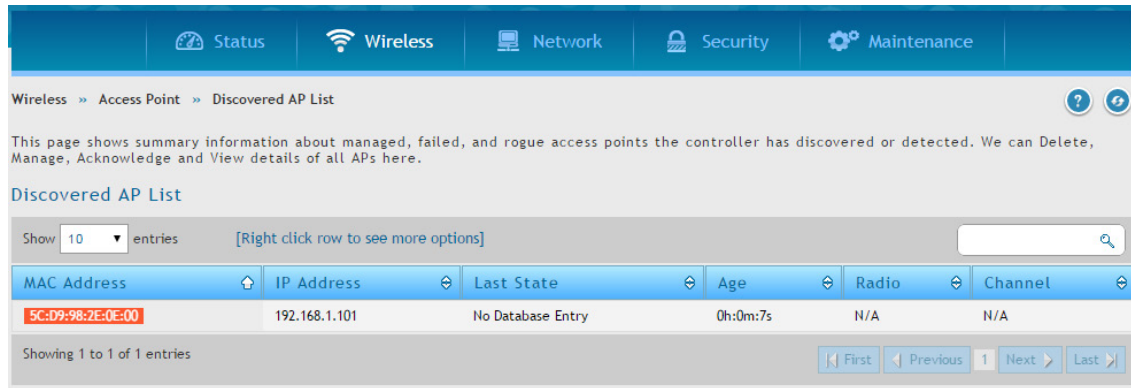 Status Wireless Network Security Maintenance
Wireless » Access Point » Discovered AP List
This page shows summary information about managed, failed, and rogue access points the controller has discovered or detected. We can Delete,
Manage, Acknowledge and View details of all APs here.
Discovered AP List
Show 10 entries [Right click row to see more options]
MAC Address IP Address Last State Age Radio Channel
5C:D9:98:2E:0E:00 192.168.1.101 No Database Entry 0h:0m:7s N/A N/A
Showing 1 to 1 of 1 entries First Previous 1 Next Last